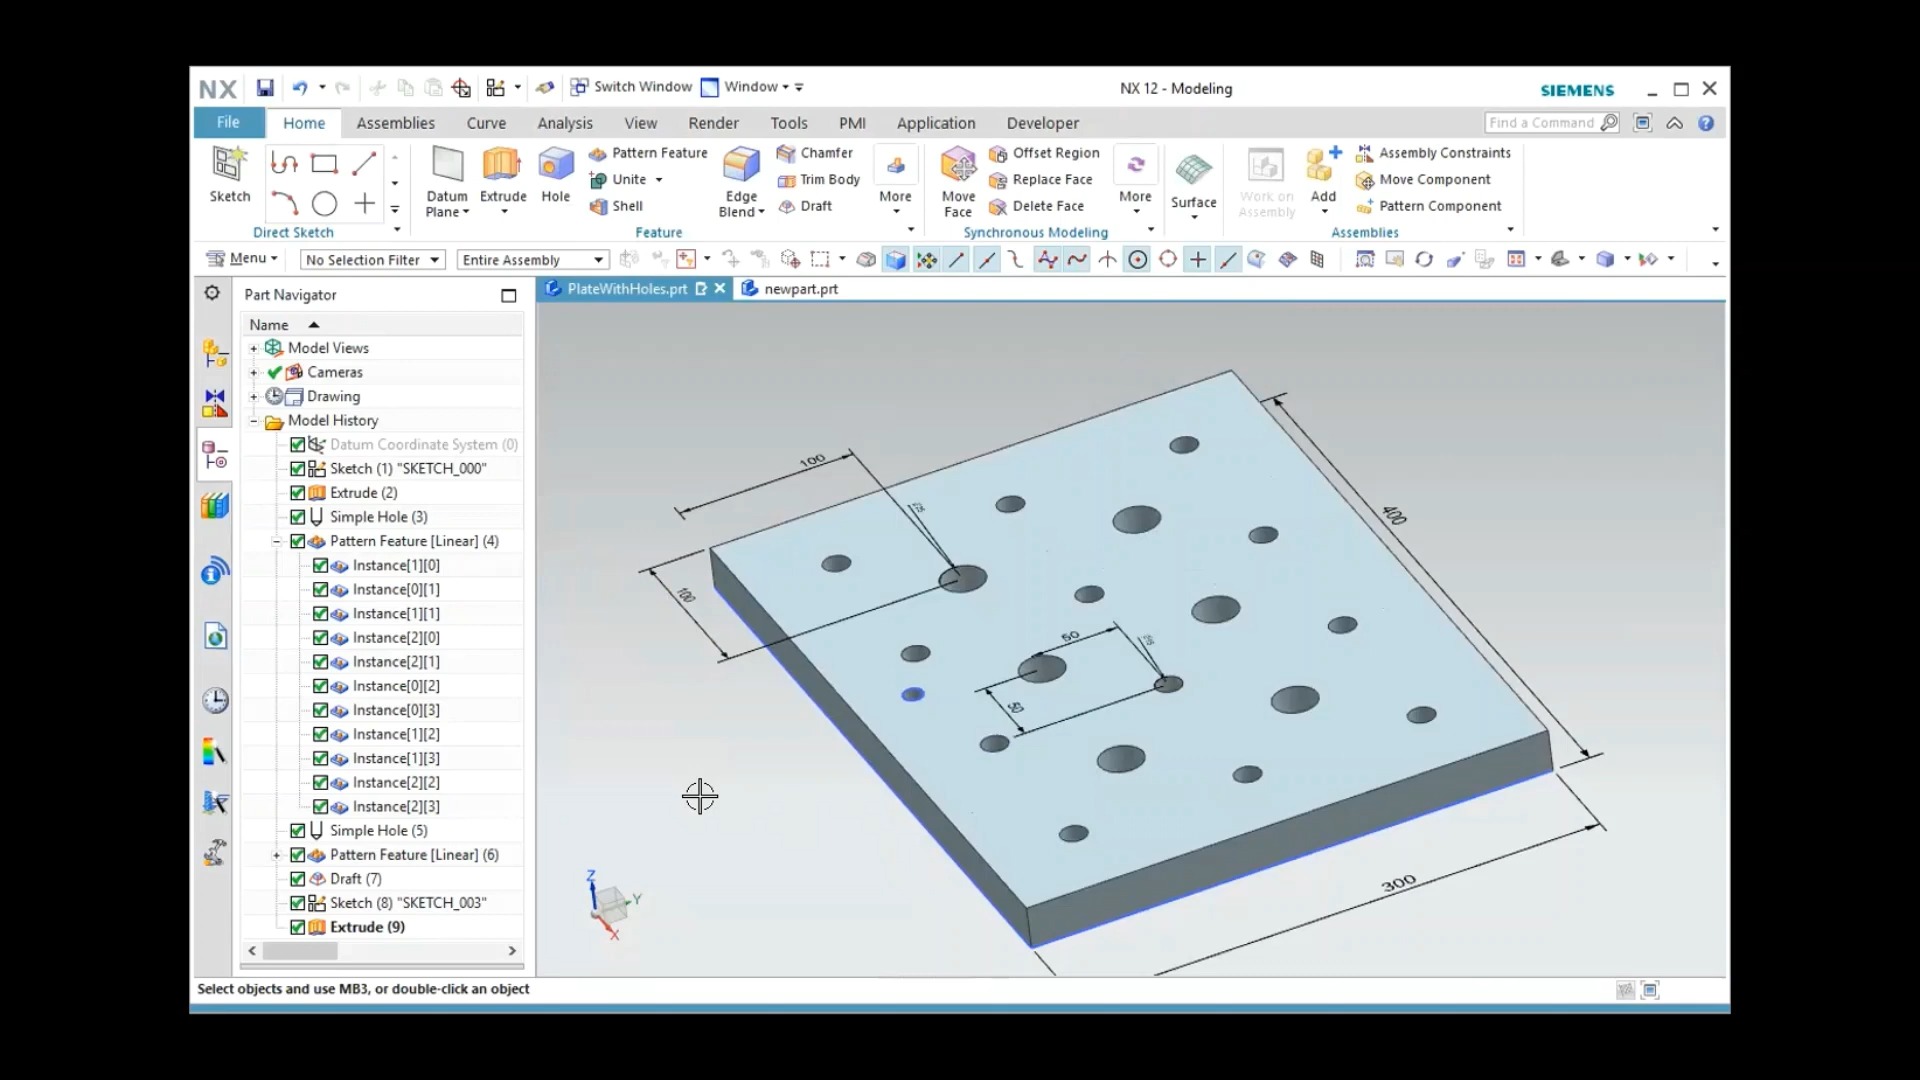 NX Switch Window Window NX 12 - Modeling SIEMENS
File Home Assemblies Curve Analysis View Render Tools PMI Application Developer Find a Command
Sketch
Direct Sketch
Datum Plane
Extrude
Hole
Pattern Feature
Unite
Shell
Edge Blend
Chamfer
Trim Body
Draft
More
Feature
Move Face
Offset Region
Replace Face
Delete Face
More
Synchronous Modeling
Surface
Work on Assembly
Add
Assembly Constraints
Move Component
Pattern Component
Assemblies
Menu No Selection Filter Entire Assembly
Part Navigator
PlateWithHoles.prt newpart.prt
Name
Model Views
Cameras
Drawing
Model History
Datum Coordinate System (0)
Sketch (1) "SKETCH_000"
Extrude (2)
Simple Hole (3)
Pattern Feature [Linear] (4)
Instance[1][0]
Instance[0][1]
Instance[1][1]
Instance[2][0]
Instance[2][1]
Instance[0][2]
Instance[0][3]
Instance[1][2]
Instance[1][3]
Instance[2][2]
Instance[2][3]
Simple Hole (5)
Pattern Feature [Linear] (6)
Draft (7)
Sketch (8) "SKETCH_003"
Extrude (9)
100
100
400
50
50
300
Z
Y
X
Select objects and use MB3, or double-click an object